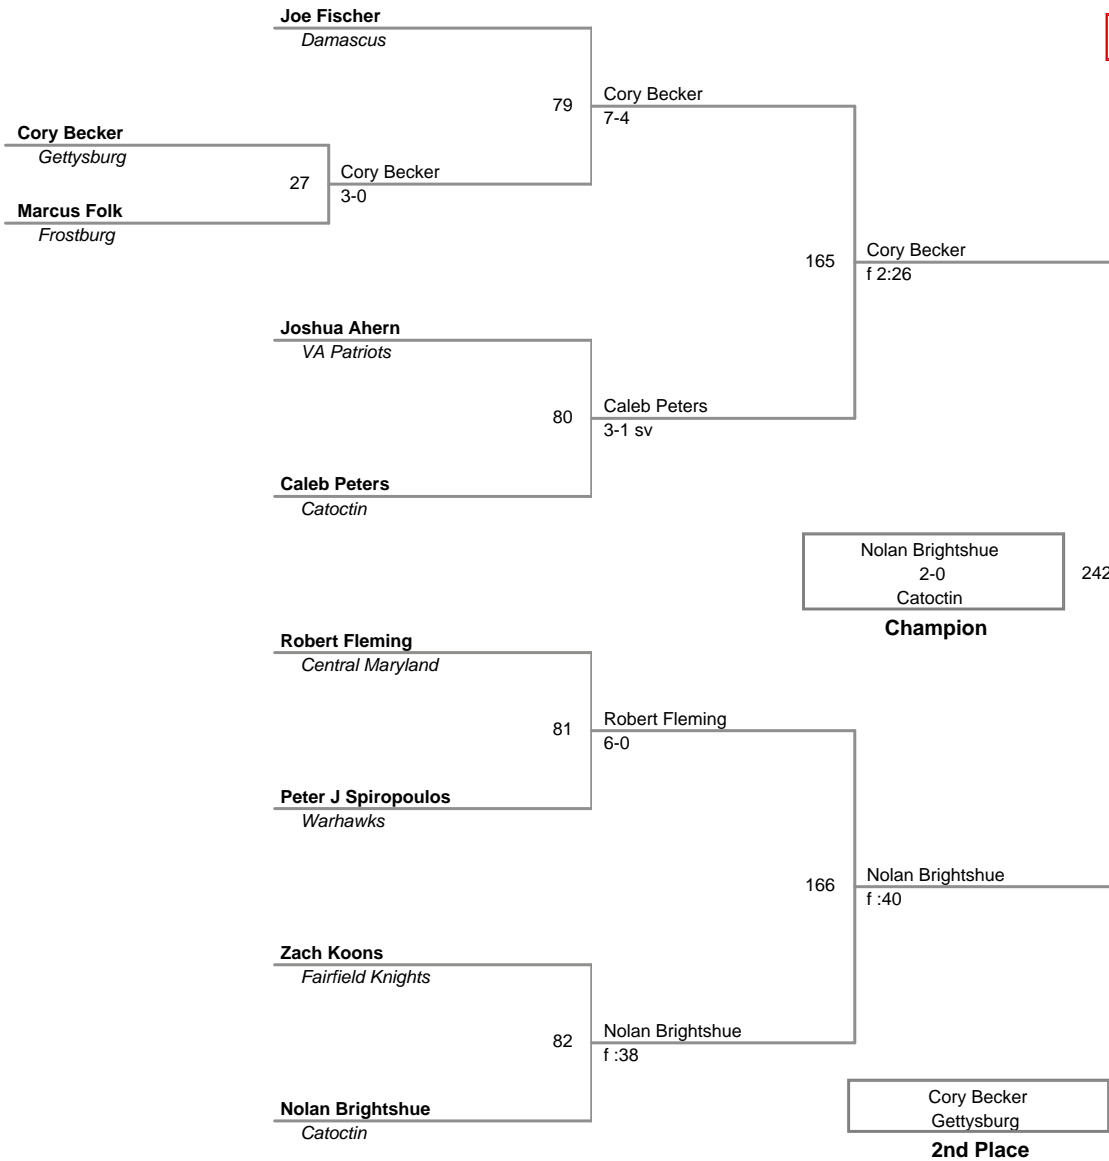 Joe Fischer
Damascus
79
Cory Becker
7-4
Cory Becker
Gettysburg
27
Cory Becker
3-0
Marcus Folk
Frostburg
165
Cory Becker
f 2:26
Joshua Ahern
VA Patriots
80
Caleb Peters
3-1 sv
Caleb Peters
Catoctin
Nolan Brightshue
2-0
Catoctin
242
Champion
Robert Fleming
Central Maryland
81
Robert Fleming
6-0
Peter J Spiropoulos
Warhawks
166
Nolan Brightshue
f :40
Zach Koons
Fairfield Knights
82
Nolan Brightshue
f :38
Nolan Brightshue
Catoctin
Cory Becker
Gettysburg
2nd Place